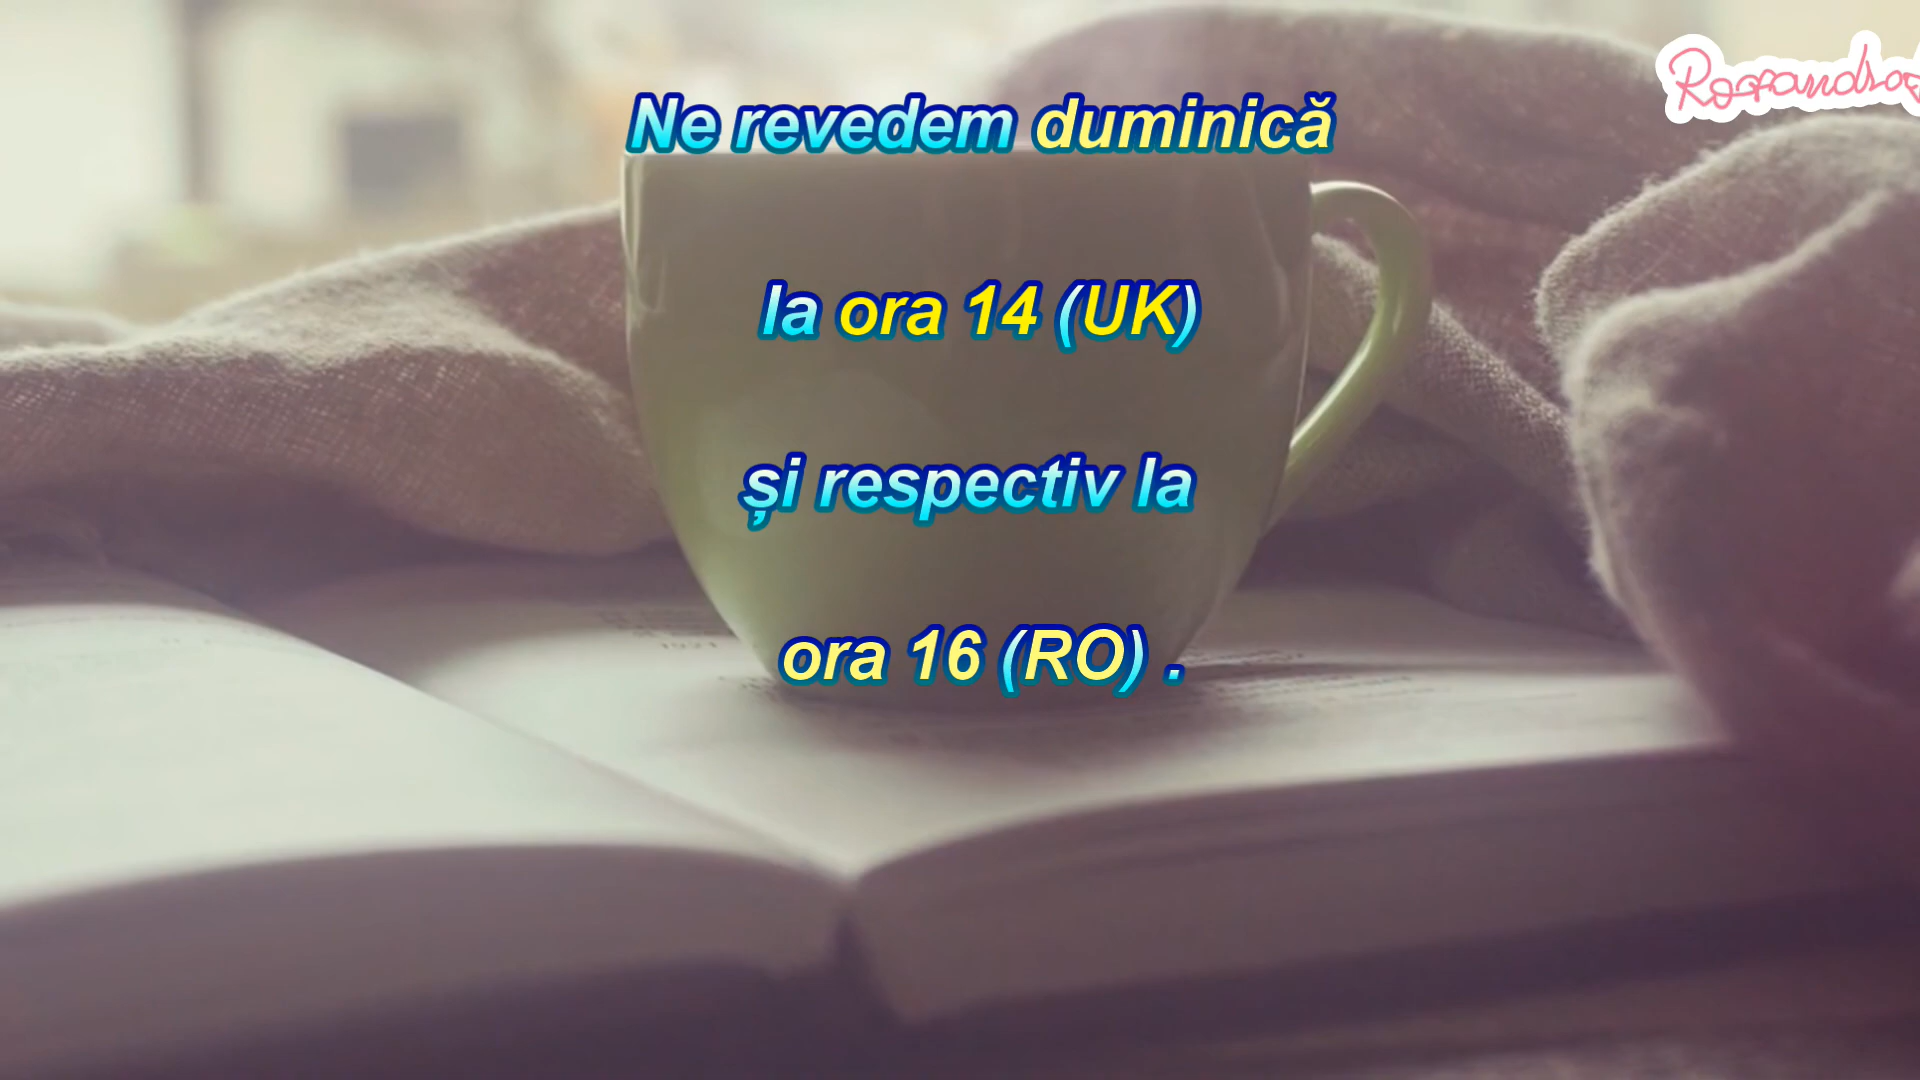 Ne revedem duminică
la ora 14 (UK)
și respectiv la
ora 16 (RO) .